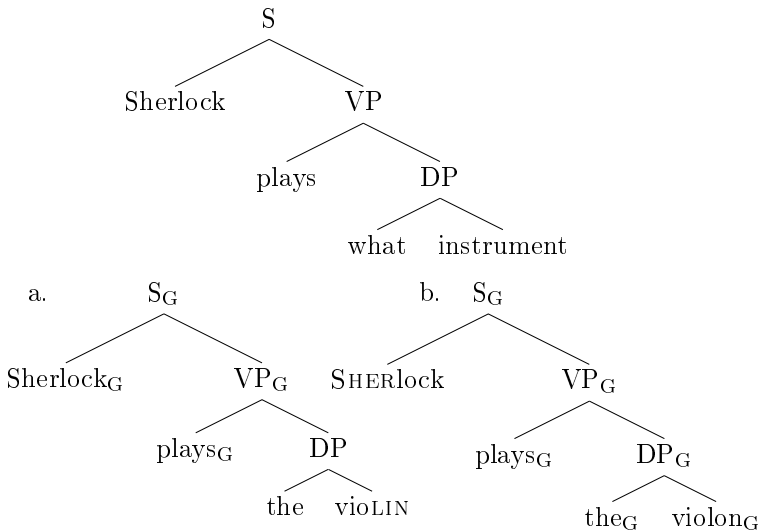 S
Sherlock VP
plays DP
what instrument
a. S_G b. S_G
Sherlock_G VP_G SHERlock VP_G
plays_G DP plays_G DP_G
the vioLIN the_G violon_G